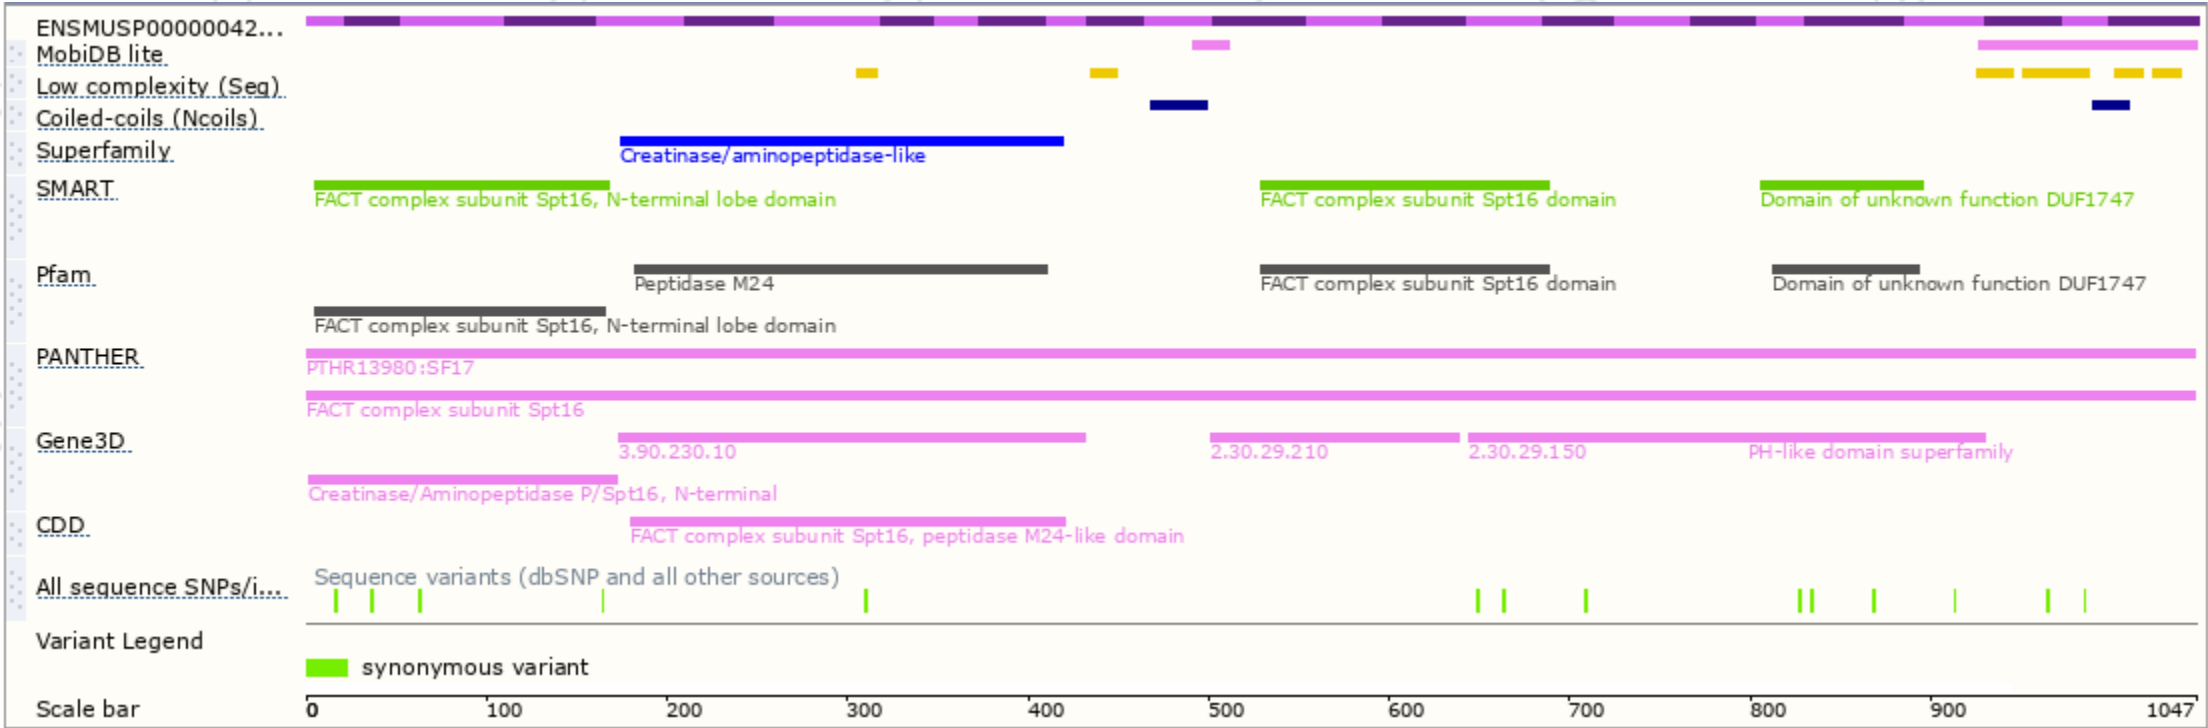 ENSMUSP00000042...
MobiDB lite
Low complexity (Seg)
Coiled-coils (Ncoils)
Superfamily
Creatinase/aminopeptidase-like
SMART
FACT complex subunit Spt16, N-terminal lobe domain
FACT complex subunit Spt16 domain
Domain of unknown function DUF1747
Pfam
Peptidase M24
FACT complex subunit Spt16 domain
Domain of unknown function DUF1747
FACT complex subunit Spt16, N-terminal lobe domain
PANTHER
PTHR13980:SF17
FACT complex subunit Spt16
Gene3D
3.90.230.10
2.30.29.210
2.30.29.150
PH-like domain superfamily
Creatinase/Aminopeptidase P/Spt16, N-terminal
CDD
FACT complex subunit Spt16, peptidase M24-like domain
All sequence SNPs/i...
Sequence variants (dbSNP and all other sources)
Variant Legend
synonymous variant
Scale bar
0 100 200 300 400 500 600 700 800 900 1047